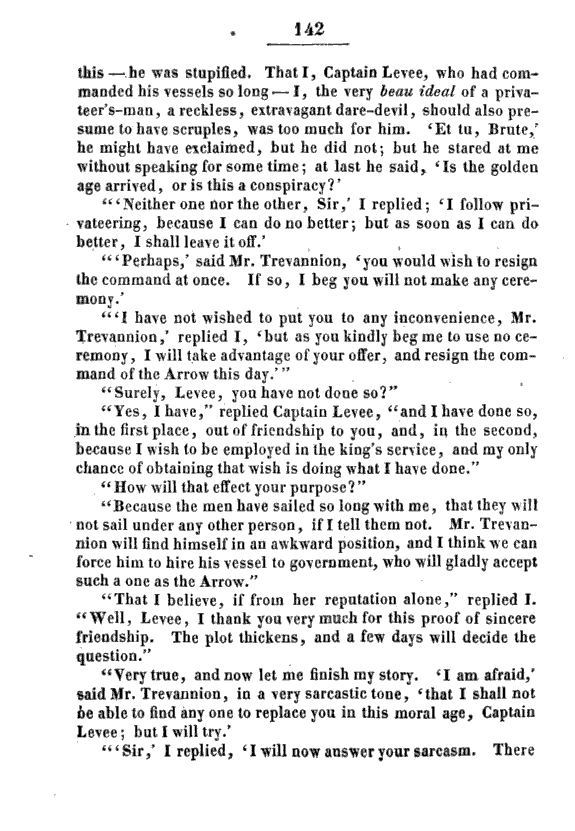 142
this — he was stupified. That I, Captain Levee, who had com-
manded his vessels so long — I, the very beau ideal of a priva-
teer's-man, a reckless, extravagant dare-devil, should also pre-
sume to have scruples, was too much for him. ‘Et tu, Brute,’
he might have exclaimed, but he did not; but he stared at me
without speaking for some time; at last he said, ‘Is the golden
age arrived, or is this a conspiracy?’
“‘Neither one nor the other, Sir,’ I replied; ‘I follow pri-
vateering, because I can do no better; but as soon as I can do
better, I shall leave it off.’
“‘Perhaps,’ said Mr. Trevannion, ‘you would wish to resign
the command at once. If so, I beg you will not make any cere-
mony.’
“‘I have not wished to put you to any inconvenience, Mr.
Trevannion,’ replied I, ‘but as you kindly beg me to use no ce-
remony, I will take advantage of your offer, and resign the com-
mand of the Arrow this day.’”
“Surely, Levee, you have not done so?”
“Yes, I have,” replied Captain Levee, “and I have done so,
in the first place, out of friendship to you, and, in the second,
because I wish to be employed in the king's service, and my only
chance of obtaining that wish is doing what I have done.”
“How will that effect your purpose?”
“Because the men have sailed so long with me, that they will
not sail under any other person, if I tell them not. Mr. Trevan-
nion will find himself in an awkward position, and I think we can
force him to hire his vessel to government, who will gladly accept
such a one as the Arrow.”
“That I believe, if from her reputation alone,” replied I.
“Well, Levee, I thank you very much for this proof of sincere
friendship. The plot thickens, and a few days will decide the
question.”
“Very true, and now let me finish my story. ‘I am afraid,’
said Mr. Trevannion, in a very sarcastic tone, ‘that I shall not
be able to find any one to replace you in this moral age, Captain
Levee; but I will try.’
“‘Sir,’ I replied, ‘I will now answer your sarcasm. There